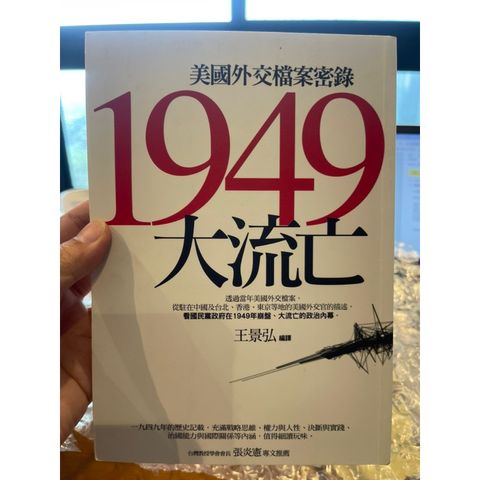 美國外交檔案密錄
1949
大流亡
透過當年美國外交檔案，
從駐在中國及台北、香港、東京等地的美國外交官的描述，
看國民黨政府在1949年崩盤、大流亡的政治內幕。
王景弘 編譯
一九四九年的歷史記載，充滿戰略思維、權力與人性、決斷與實踐、
治國能力與國際關係等內涵，值得細讀玩味。
台灣教授學會會長 張炎憲 專文推薦